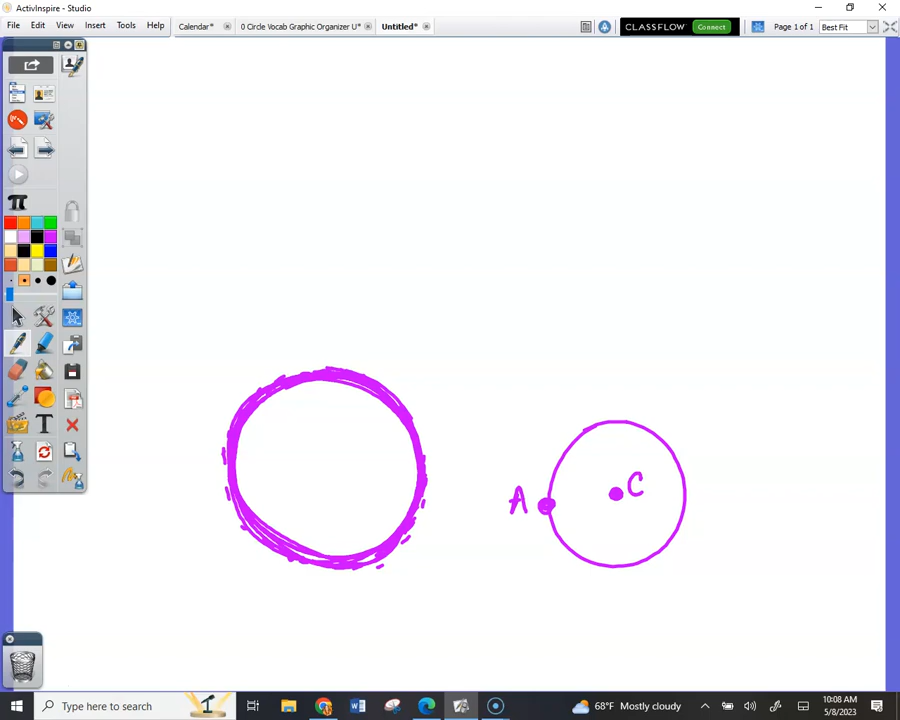 ActivInspire - Studio
File Edit View Insert Tools Help
Calendar* 0 Circle Vocab Graphic Organizer U* Untitled*
CLASSFLOW Connect Page 1 of 1 Best Fit
A C
Type here to search
68°F Mostly cloudy
10:08 AM
5/8/2023